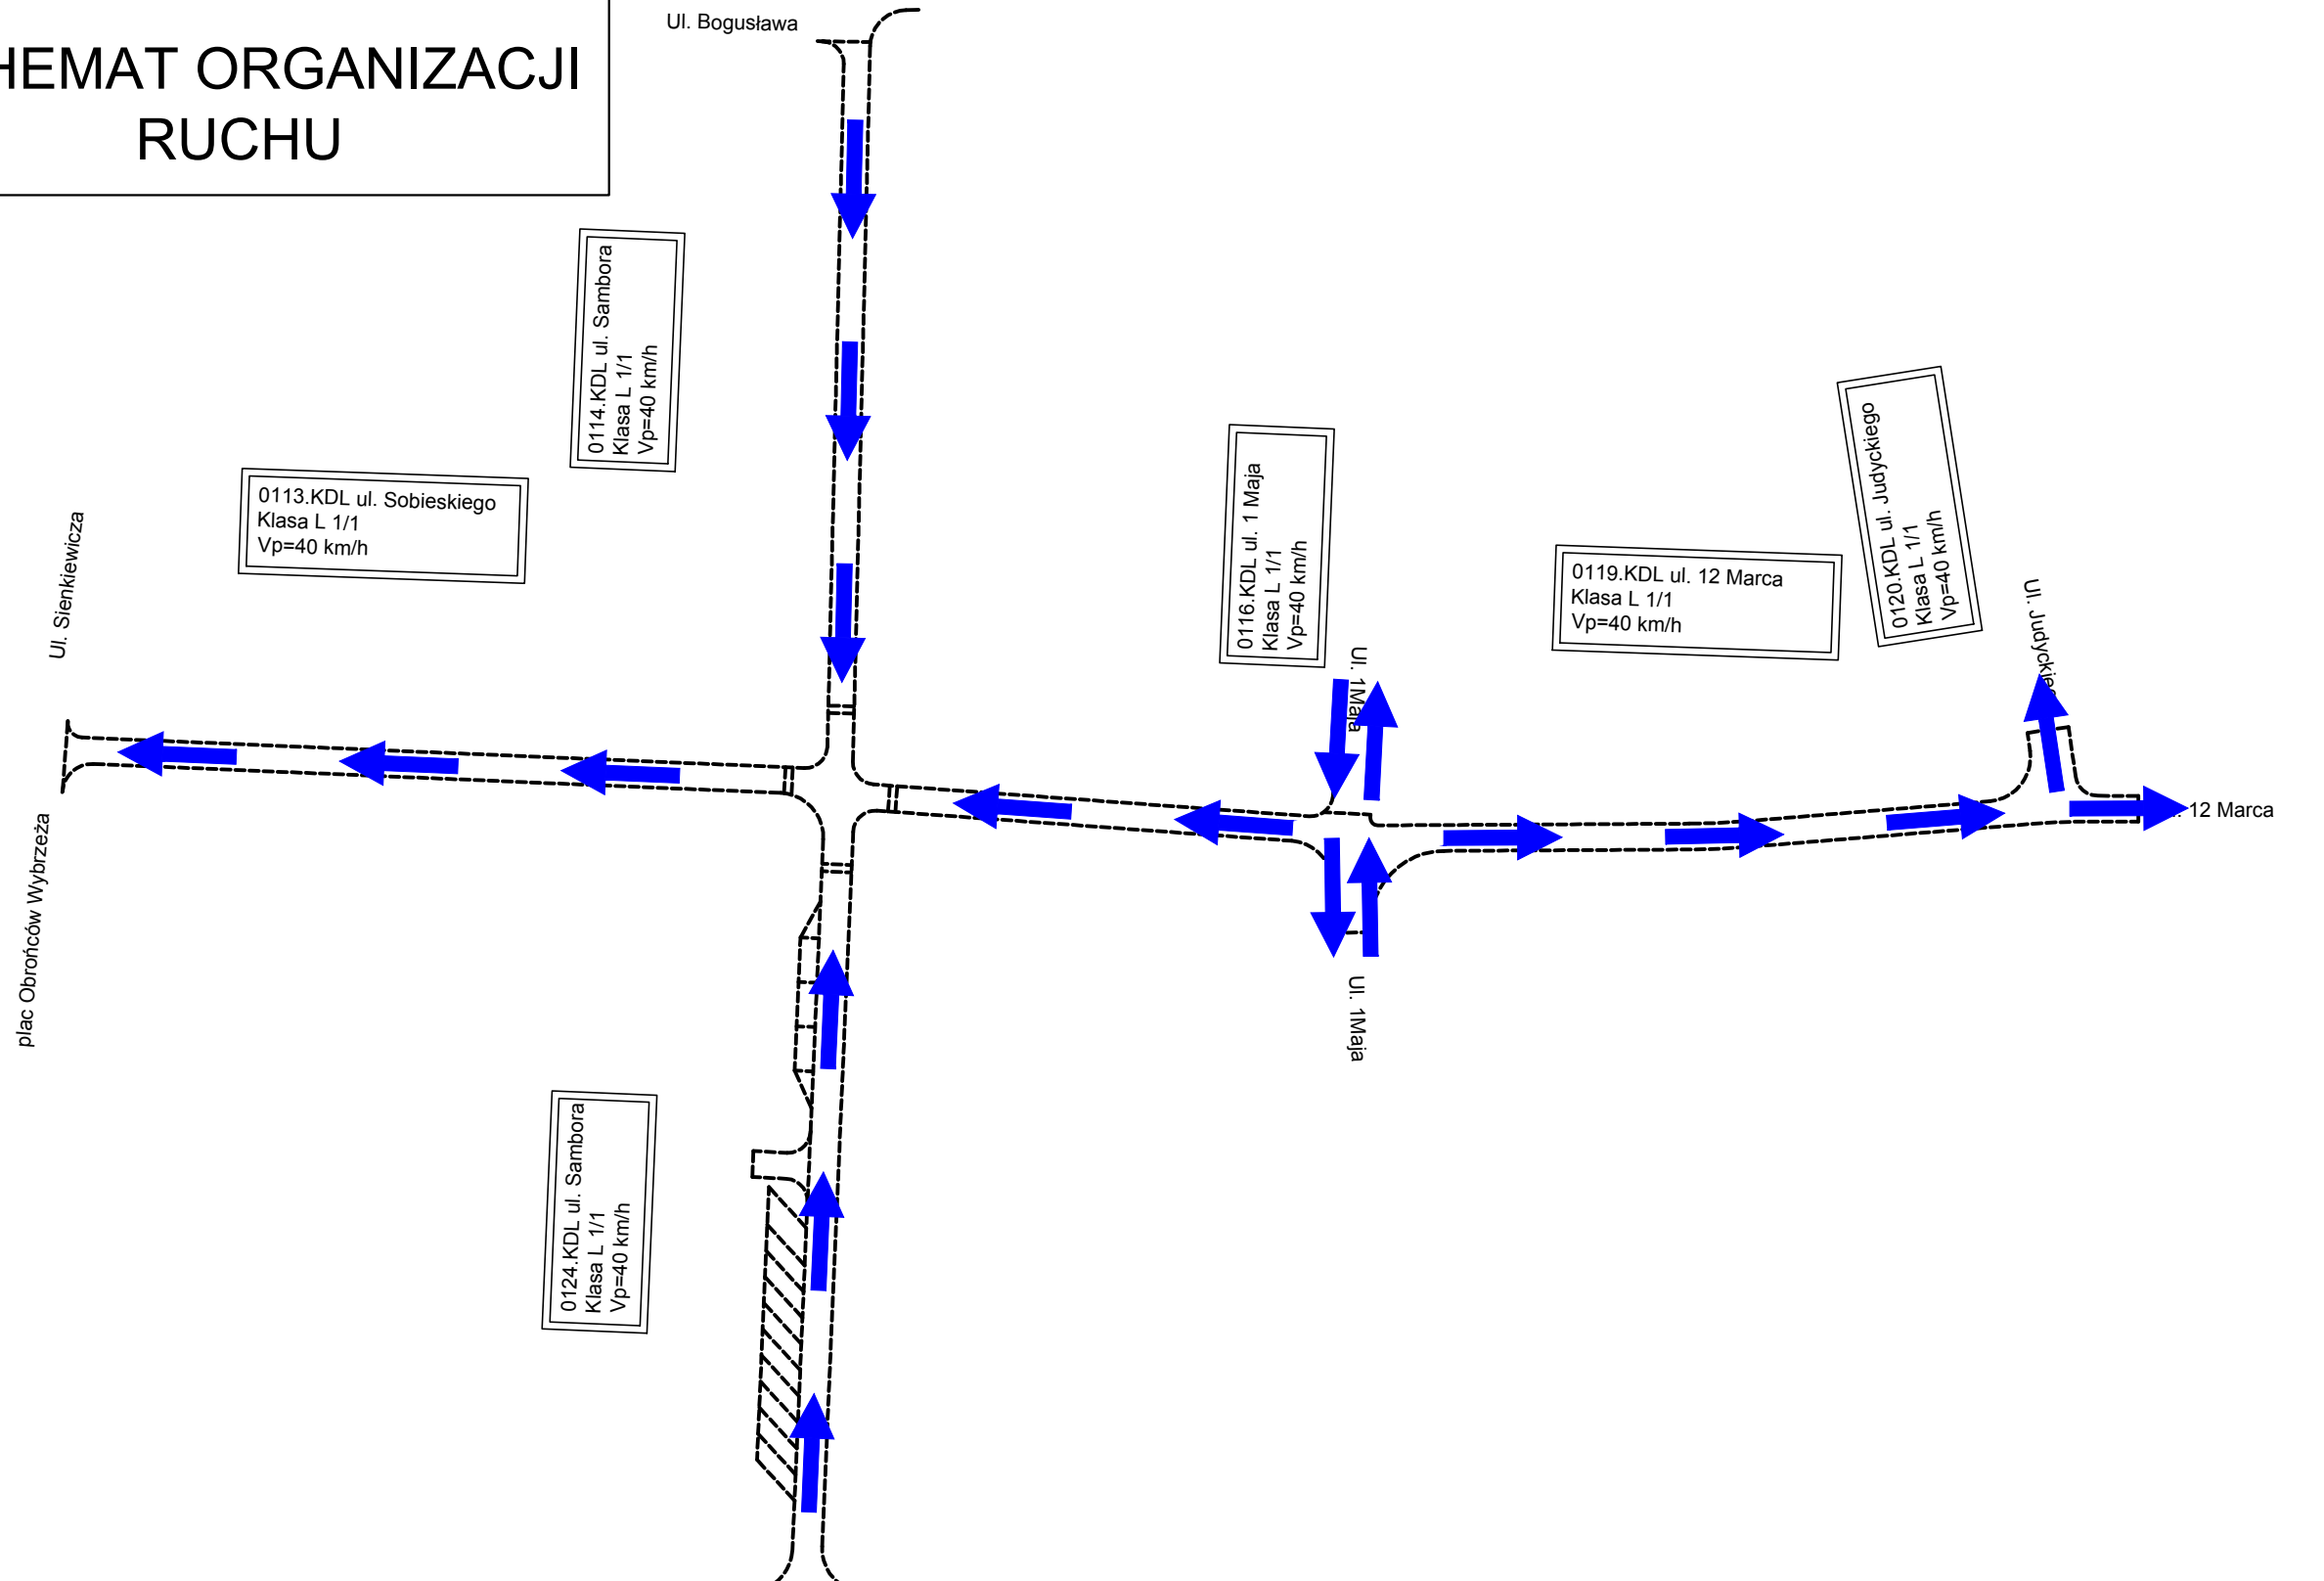 HEMAT ORGANIZACJI
RUCHU
Ul. Bogusława
0114.KDL ul. Sambora
Klasa L 1/1
Vp=40 km/h
0113.KDL ul. Sobieskiego
Klasa L 1/1
Vp=40 km/h
Ul. Sienkiewicza
plac Obrońców Wybrzeża
0116.KDL ul. 1 Maja
Klasa L 1/1
Vp=40 km/h
Ul. 1Maja
0119.KDL ul. 12 Marca
Klasa L 1/1
Vp=40 km/h
0120.KDL ul. Judyckiego
Klasa L 1/1
Vp=40 km/h
Ul. Judyckie
12 Marca
Ul. 1Maja
0124.KDL ul. Sambora
Klasa L 1/1
Vp=40 km/h